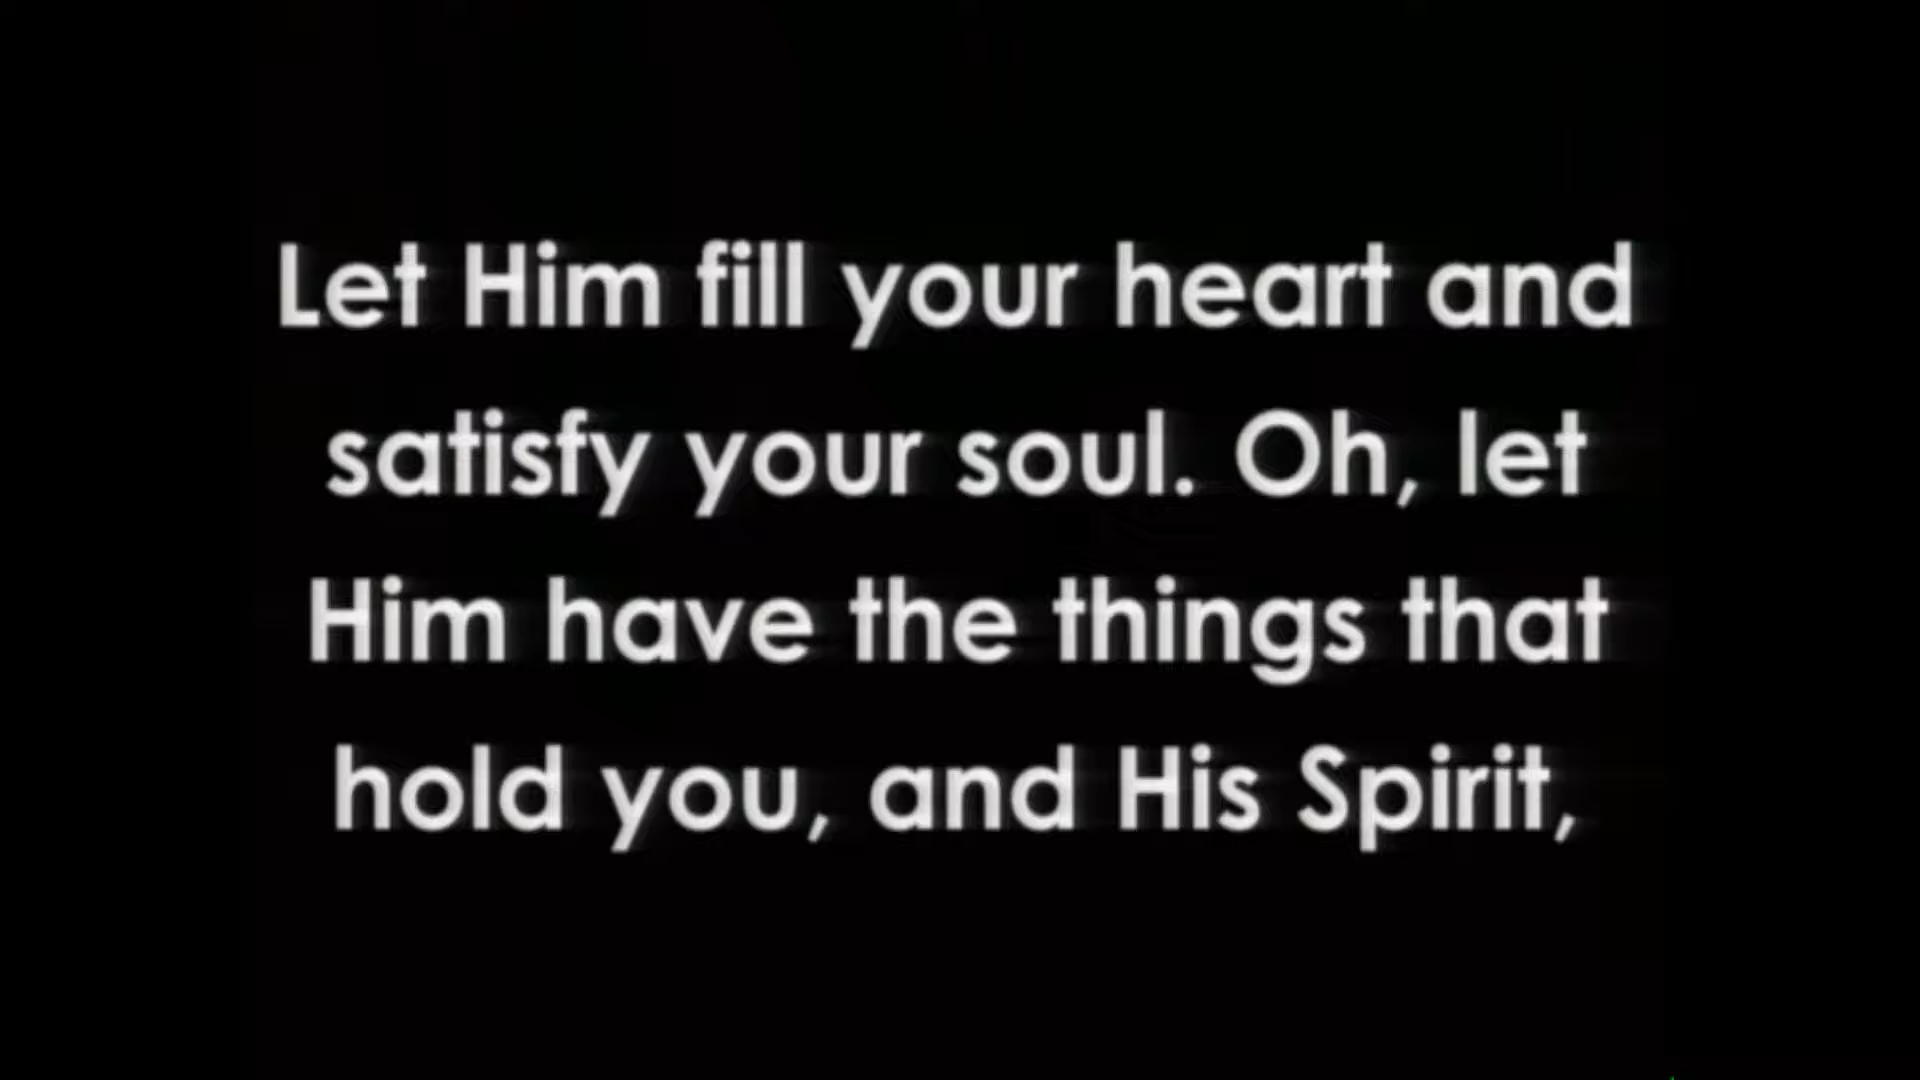 Let Him fill your heart and
satisfy your soul. Oh, let
Him have the things that
hold you, and His Spirit,